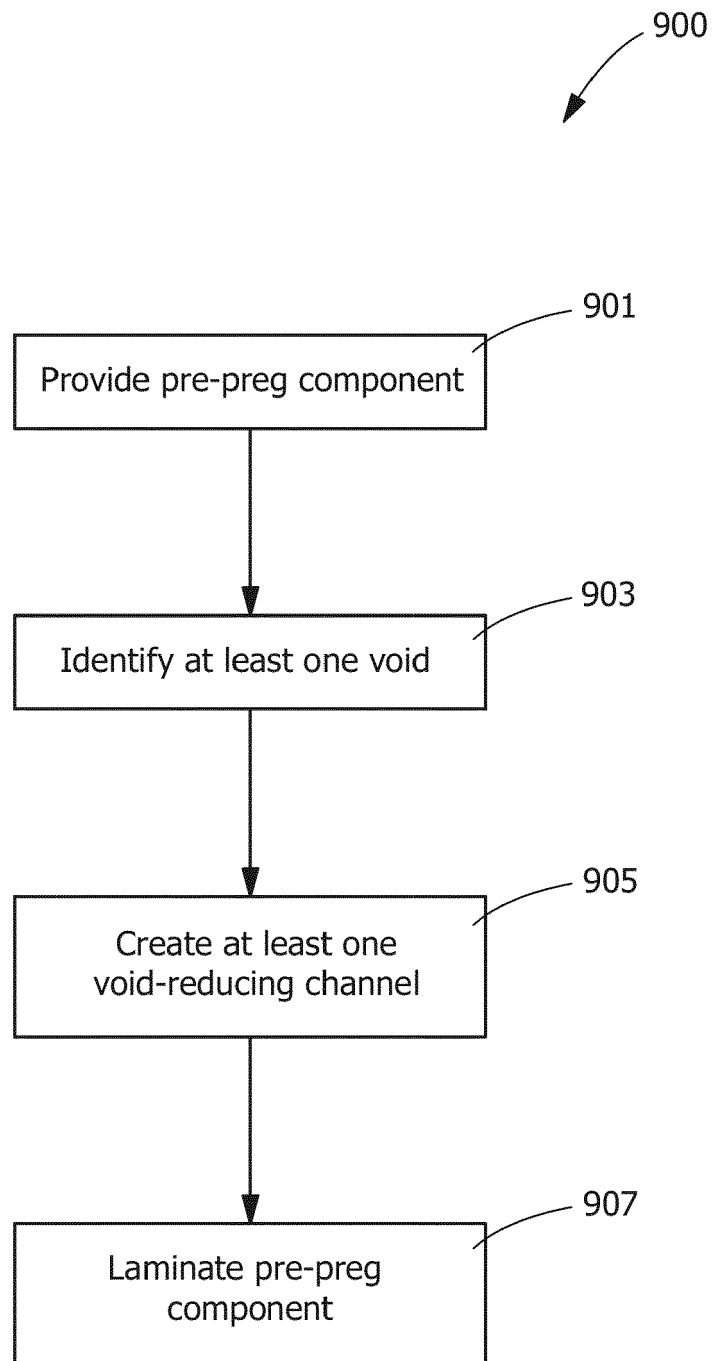 900
901
Provide pre-preg component
903
Identify at least one void
905
Create at least one
void-reducing channel
907
Laminate pre-preg
component